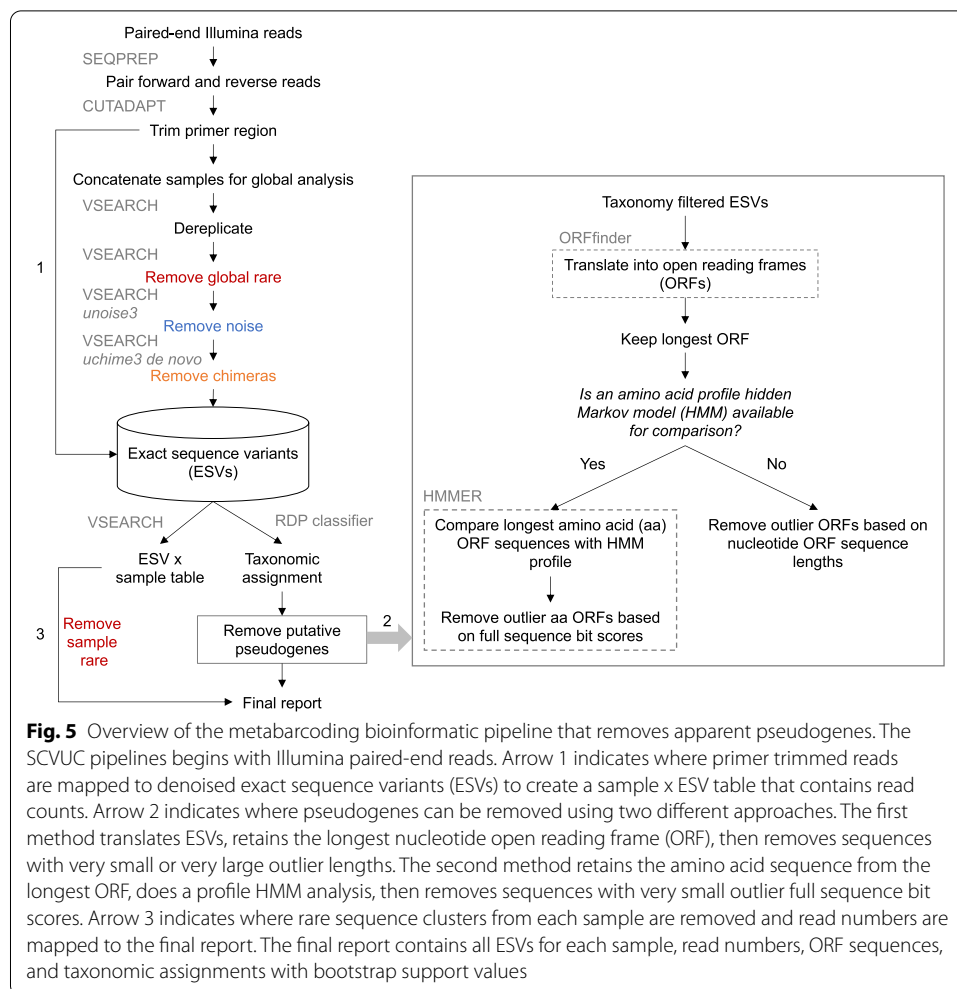 Paired-end Illumina reads
SEQPREP
Pair forward and reverse reads
CUTADAPT
Trim primer region
Concatenate samples for global analysis
VSEARCH
Dereplicate
VSEARCH
1
Remove global rare
VSEARCH
unoise3
Remove noise
VSEARCH
uchime3 de novo
Remove chimeras
Exact sequence variants
(ESVs)
VSEARCH
RDP classifier
ESV x
sample table
Taxonomic
assignment
3
Remove
sample
rare
Remove putative
pseudogenes
2
Final report
Taxonomy filtered ESVs
ORFfinder
Translate into open reading frames
(ORFs)
Keep longest ORF
Is an amino acid profile hidden
Markov model (HMM) available
for comparison?
Yes
No
HMMER
Compare longest amino acid (aa)
ORF sequences with HMM
profile
Remove outlier aa ORFs based
on full sequence bit scores
Remove outlier ORFs based on
nucleotide ORF sequence
lengths
Fig. 5 Overview of the metabarcoding bioinformatic pipeline that removes apparent pseudogenes. The
SCVUC pipelines begins with Illumina paired-end reads. Arrow 1 indicates where primer trimmed reads
are mapped to denoised exact sequence variants (ESVs) to create a sample x ESV table that contains read
counts. Arrow 2 indicates where pseudogenes can be removed using two different approaches. The first
method translates ESVs, retains the longest nucleotide open reading frame (ORF), then removes sequences
with very small or very large outlier lengths. The second method retains the amino acid sequence from the
longest ORF, does a profile HMM analysis, then removes sequences with very small outlier full sequence bit
scores. Arrow 3 indicates where rare sequence clusters from each sample are removed and read numbers are
mapped to the final report. The final report contains all ESVs for each sample, read numbers, ORF sequences,
and taxonomic assignments with bootstrap support values